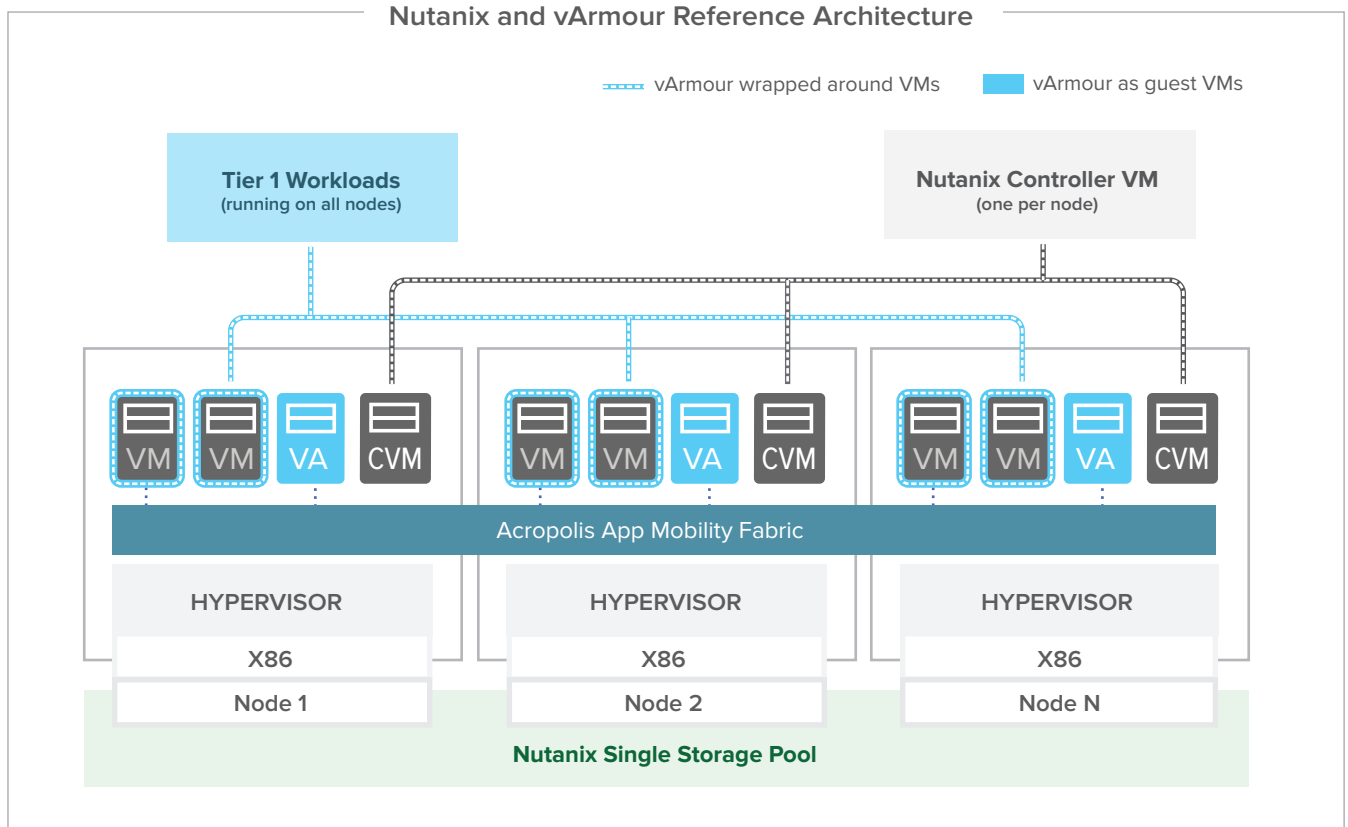 Nutanix and vArmour Reference Architecture
vArmour wrapped around VMs
vArmour as guest VMs
Tier 1 Workloads
(running on all nodes)
Nutanix Controller VM
(one per node)
VM
VM
VA
CVM
VM
VM
VA
CVM
VM
VM
VA
CVM
Acropolis App Mobility Fabric
HYPERVISOR
HYPERVISOR
HYPERVISOR
X86
X86
X86
Node 1
Node 2
Node N
Nutanix Single Storage Pool